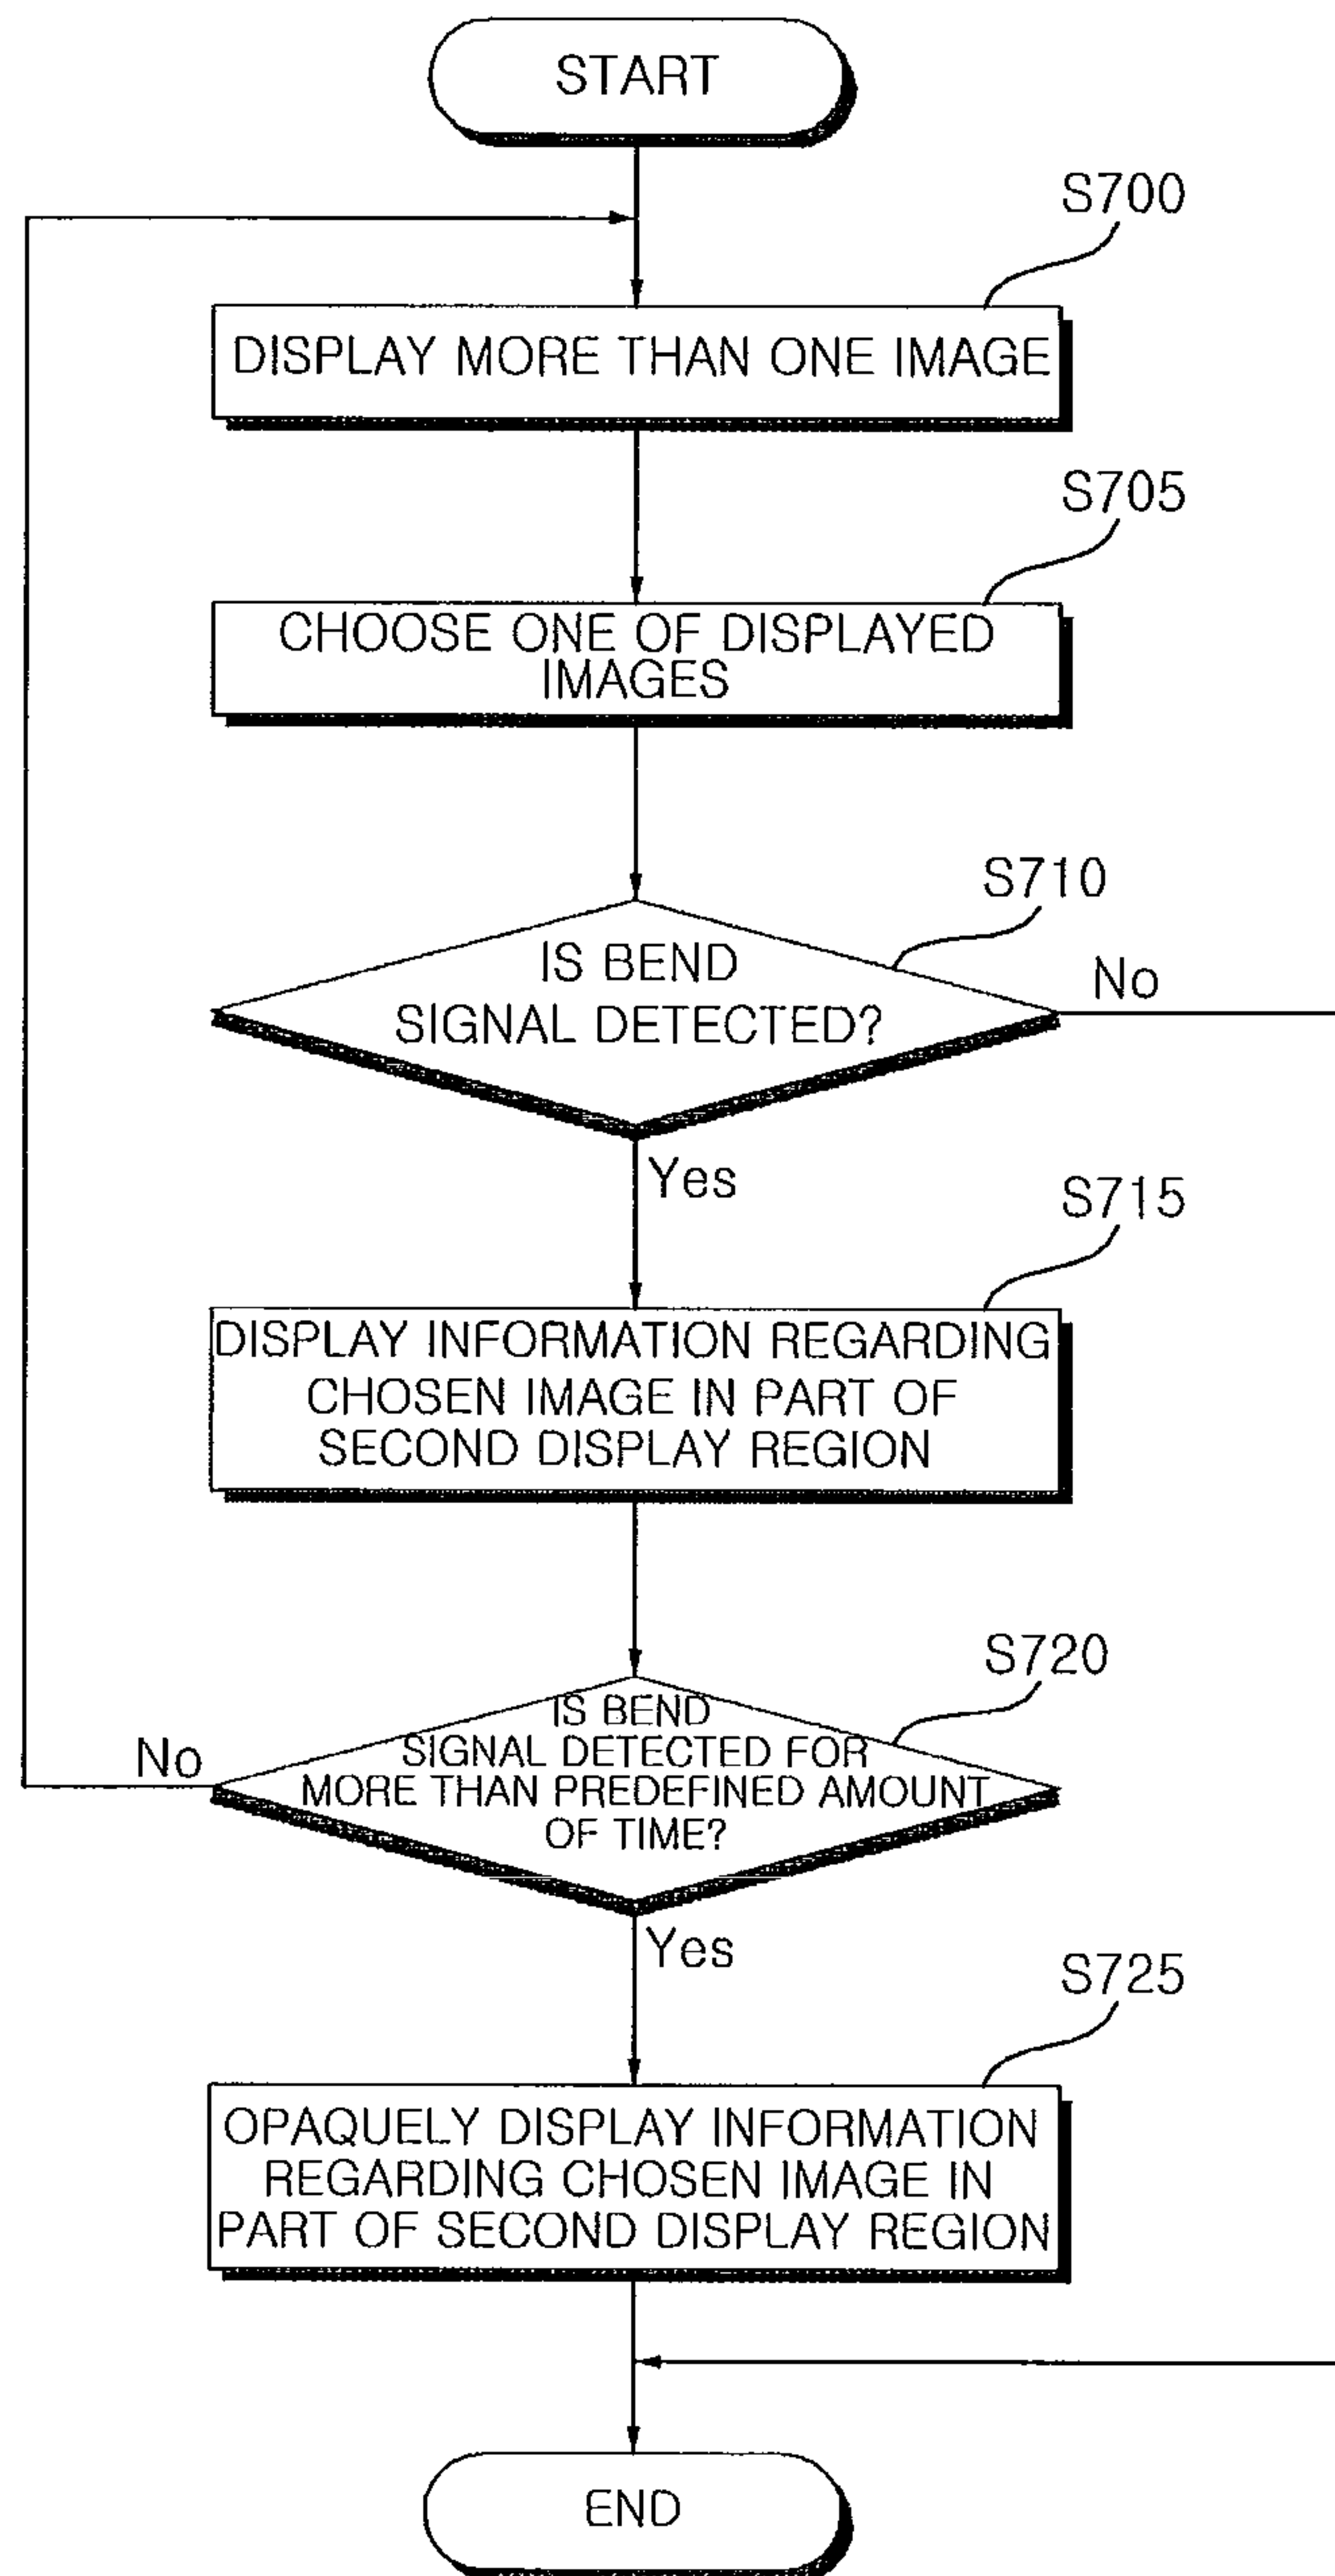 START
S700
DISPLAY MORE THAN ONE IMAGE
S705
CHOOSE ONE OF DISPLAYED
IMAGES
S710
IS BEND
SIGNAL DETECTED?
No
Yes
S715
DISPLAY INFORMATION REGARDING
CHOSEN IMAGE IN PART OF
SECOND DISPLAY REGION
S720
IS BEND
SIGNAL DETECTED FOR
MORE THAN PREDEFINED AMOUNT
OF TIME?
No
Yes
S725
OPAQUELY DISPLAY INFORMATION
REGARDING CHOSEN IMAGE IN
PART OF SECOND DISPLAY REGION
END